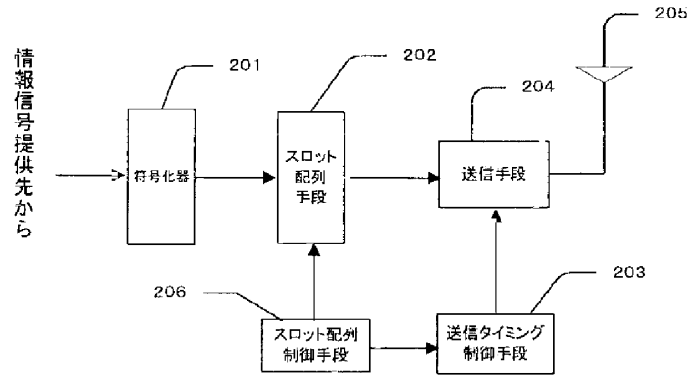 情報信号提供先から
201
符号化器
202
スロット
配列
手段
204
送信手段
205
206
スロット配列
制御手段
203
送信タイミング
制御手段